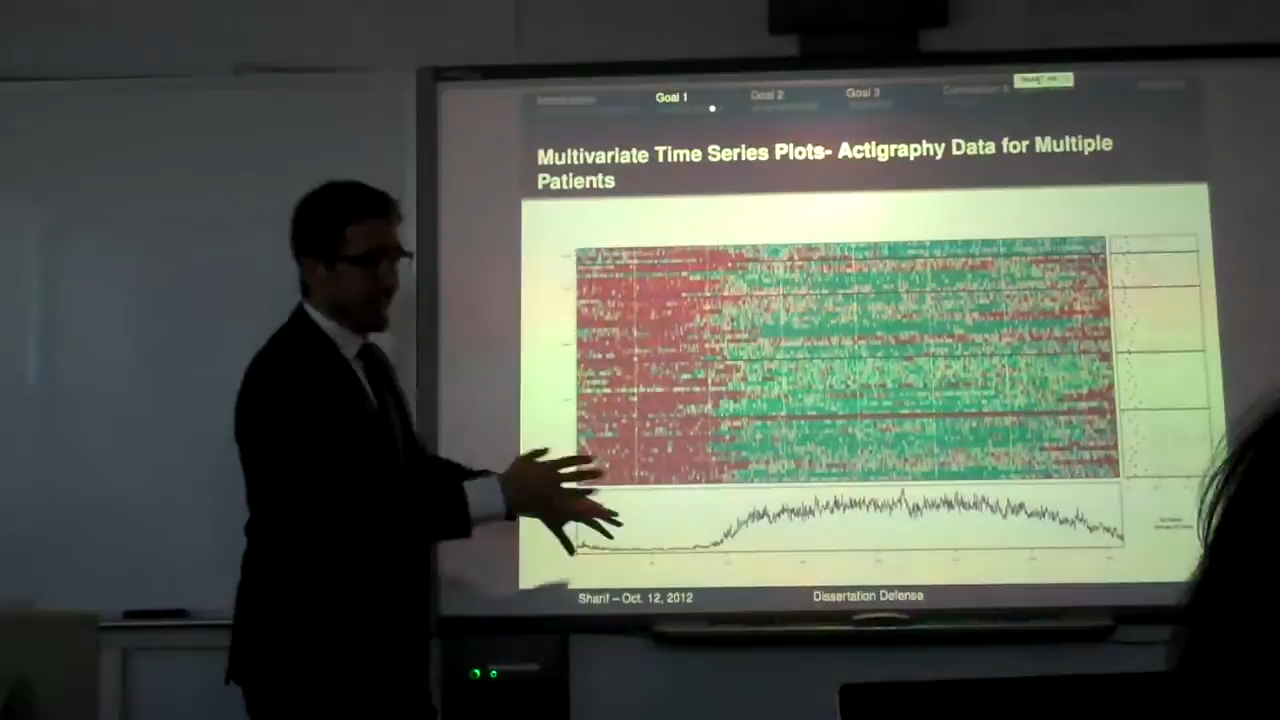 Goal 1
Goal 2
Goal 3
Multivariate Time Series Plots- Actigraphy Data for Multiple
Patients
Sharif – Oct. 12, 2012
Dissertation Defense